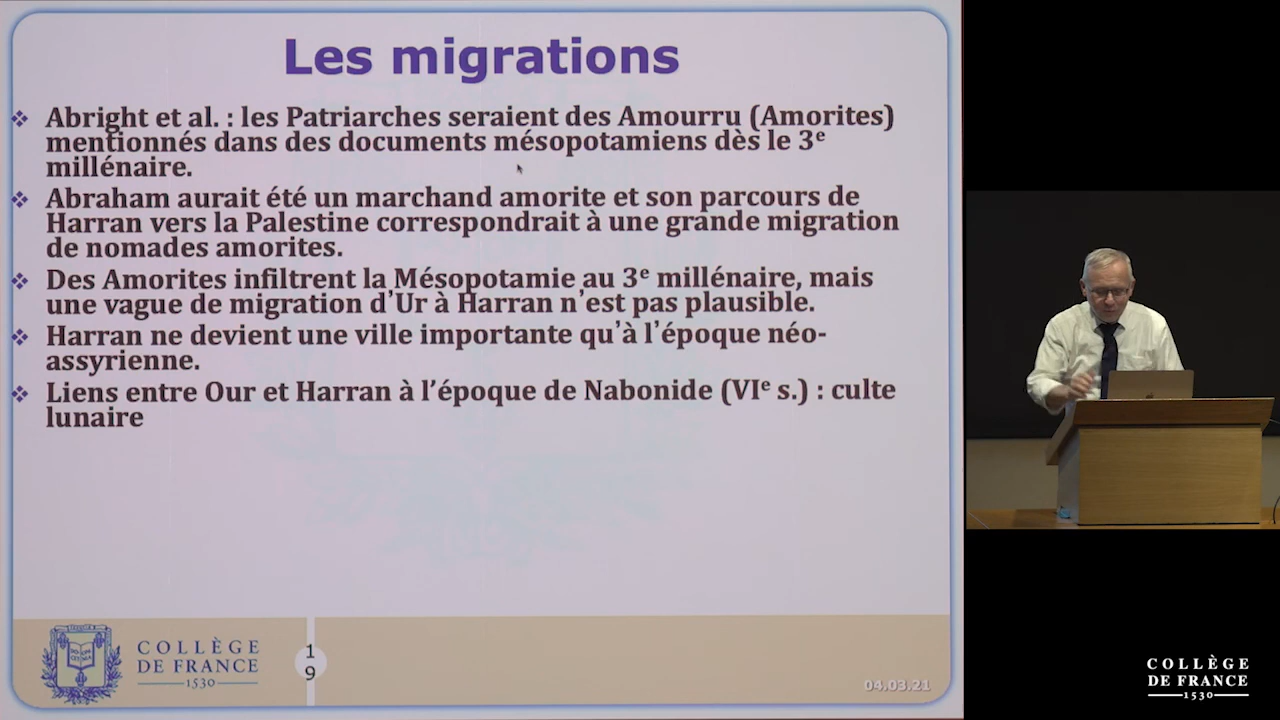 Les migrations
Abright et al. : les Patriarches seraient des Amourru (Amorites)
mentionnés dans des documents mésopotamiens dès le 3e
millénaire.
Abraham aurait été un marchand amorite et son parcours de
Harran vers la Palestine correspondrait à une grande migration
de nomades amorites.
Des Amorites infiltrent la Mésopotamie au 3e millénaire, mais
une vague de migration d’Ur à Harran n’est pas plausible.
Harran ne devient une ville importante qu’à l’époque néo-
assyrienne.
Liens entre Our et Harran à l’époque de Nabonide (VIe s.) : culte
lunaire
COLLÈGE
DE FRANCE
1530
1
9
04.03.21
COLLÈGE
DE FRANCE
1530